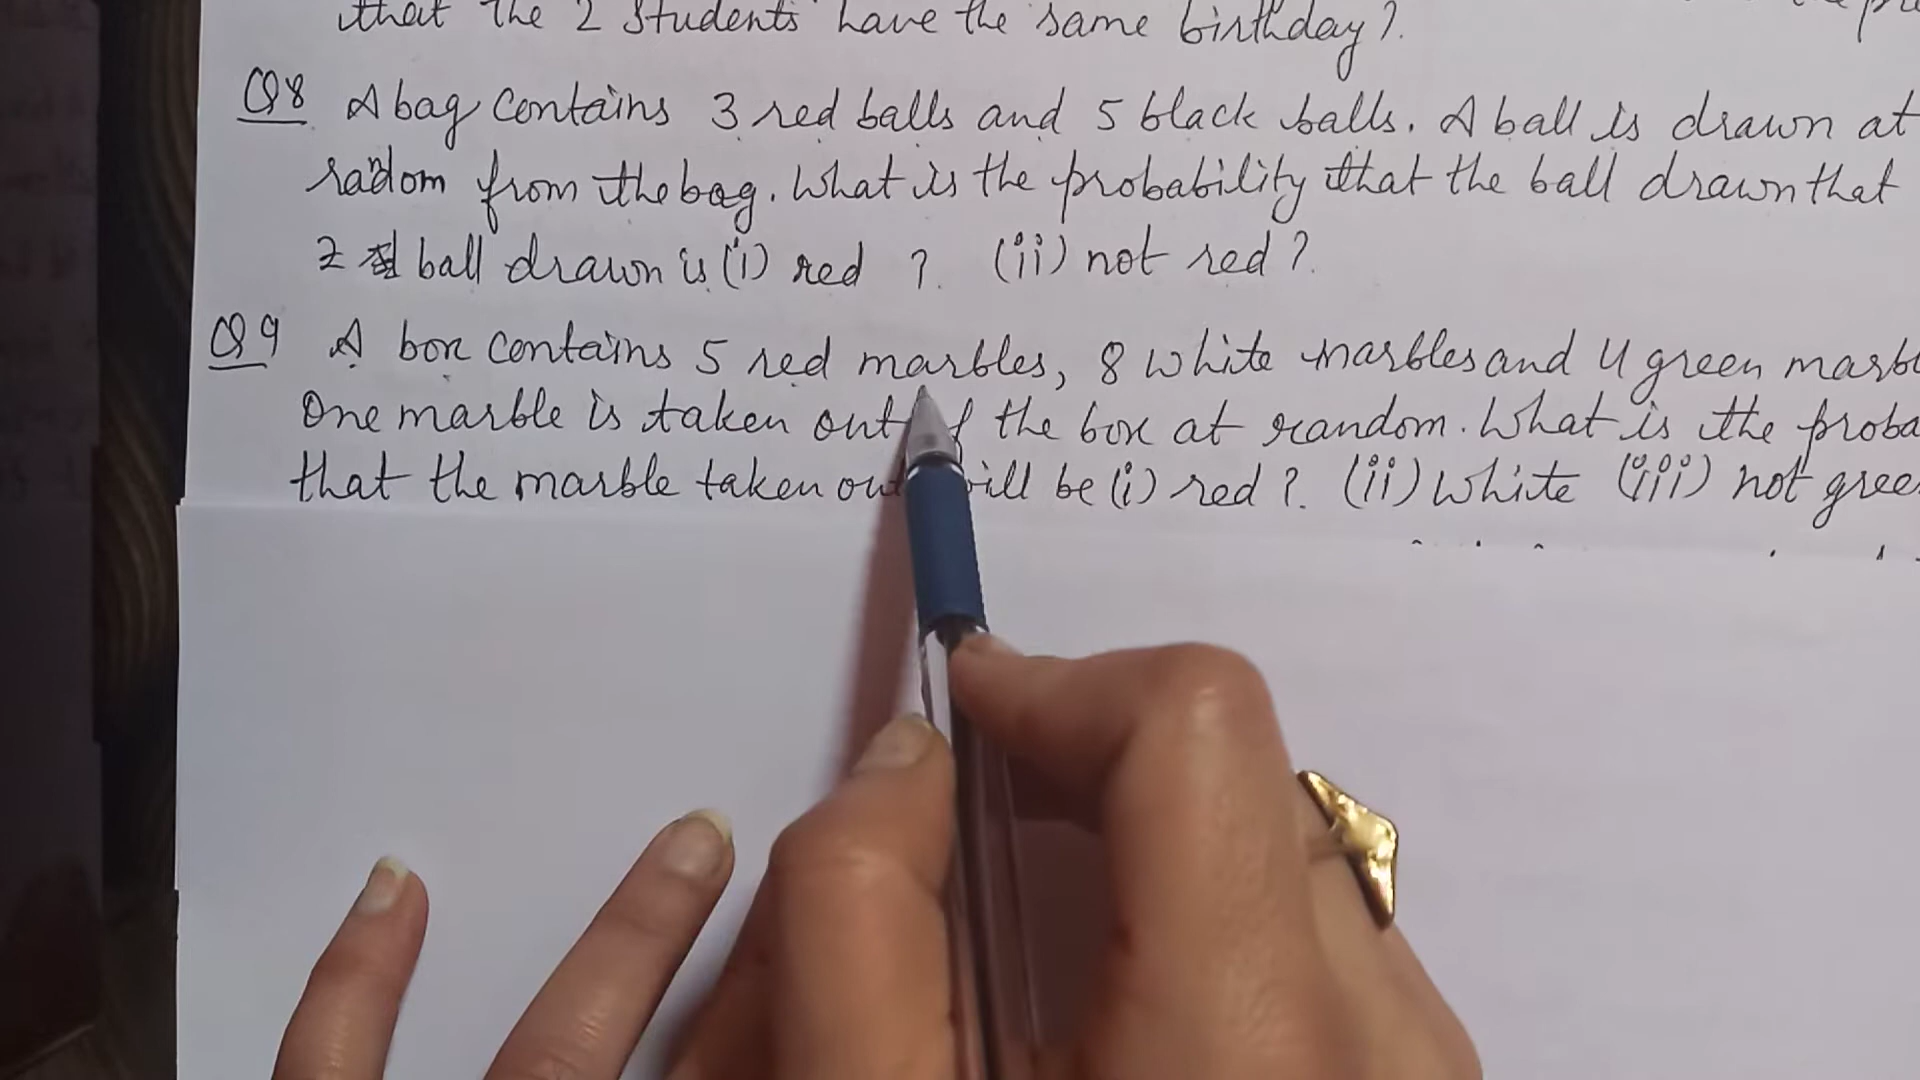 that the 2 students have the same birthday?.
Q8 A bag contains 3 red balls and 5 black balls. A ball is drawn at
random from the bag. What is the probability that the ball drawn that
ball drawn is (i) red ? (ii) not red ?.
Q9 A box contains 5 red marbles, 8 white marbles and 4 green
One marble is taken out of the box at random. What is the
that the marble taken out will be (i) red ?. (ii) white (iii) not